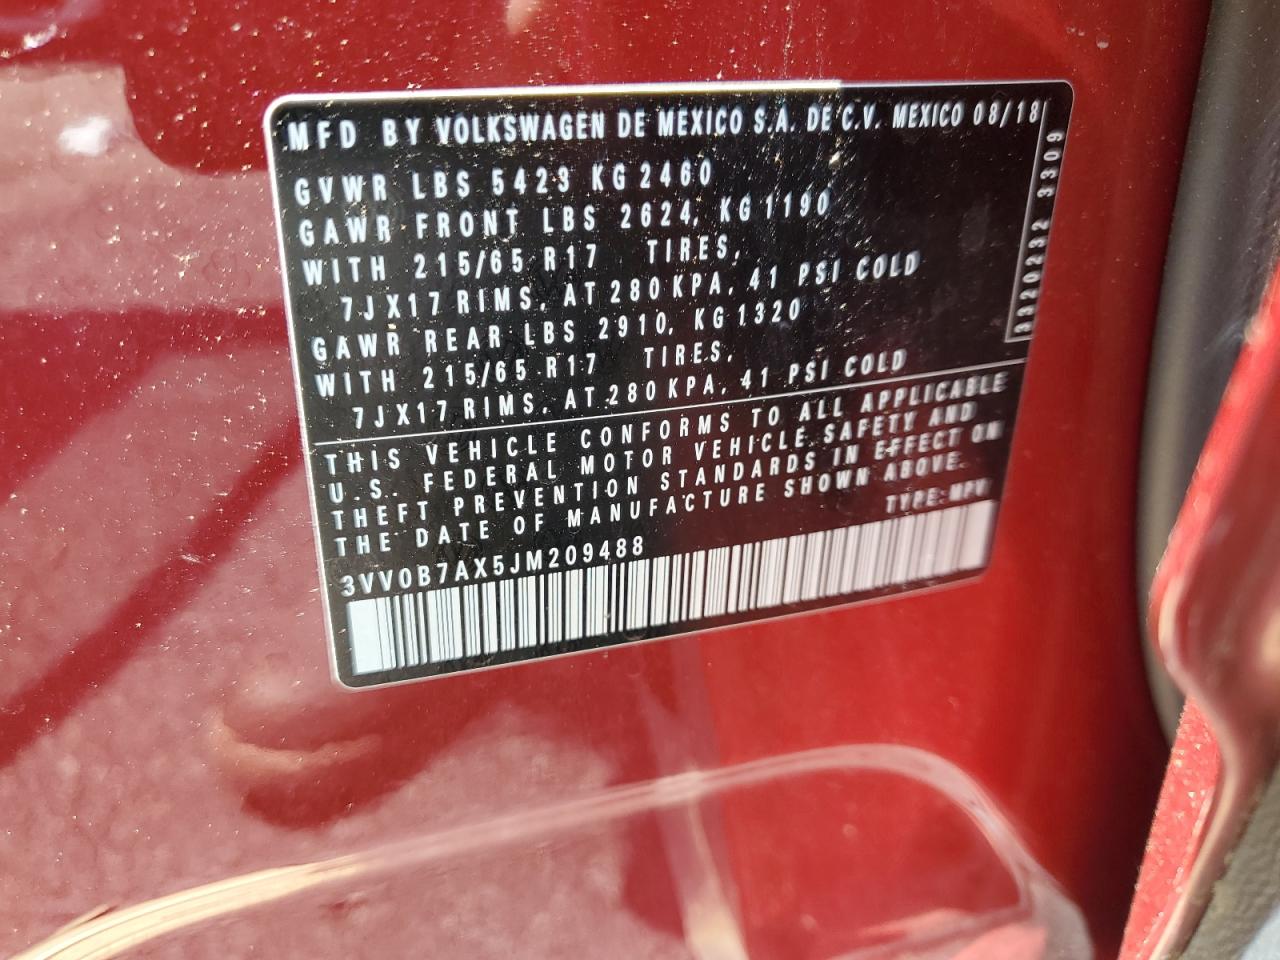 MFD BY VOLKSWAGEN DE MEXICO S.A. DE C.V. MEXICO 08/18
GVWR LBS 5423 KG 2460
GAWR FRONT LBS 2624, KG 1190
WITH 215/65 R17 TIRES,
7JX17 RIMS, AT 280 KPA, 41 PSI COLD
GAWR REAR LBS 2910, KG 1320
WITH 215/65 R17 TIRES,
7JX17 RIMS, AT 280 KPA, 41 PSI COLD
THIS VEHICLE CONFORMS TO ALL APPLICABLE
U.S. FEDERAL MOTOR VEHICLE SAFETY AND
THEFT PREVENTION STANDARDS IN EFFECT ON
THE DATE OF MANUFACTURE SHOWN ABOVE.
TYPE: MPV
3VV0B7AX5JM209488
3320232 3309